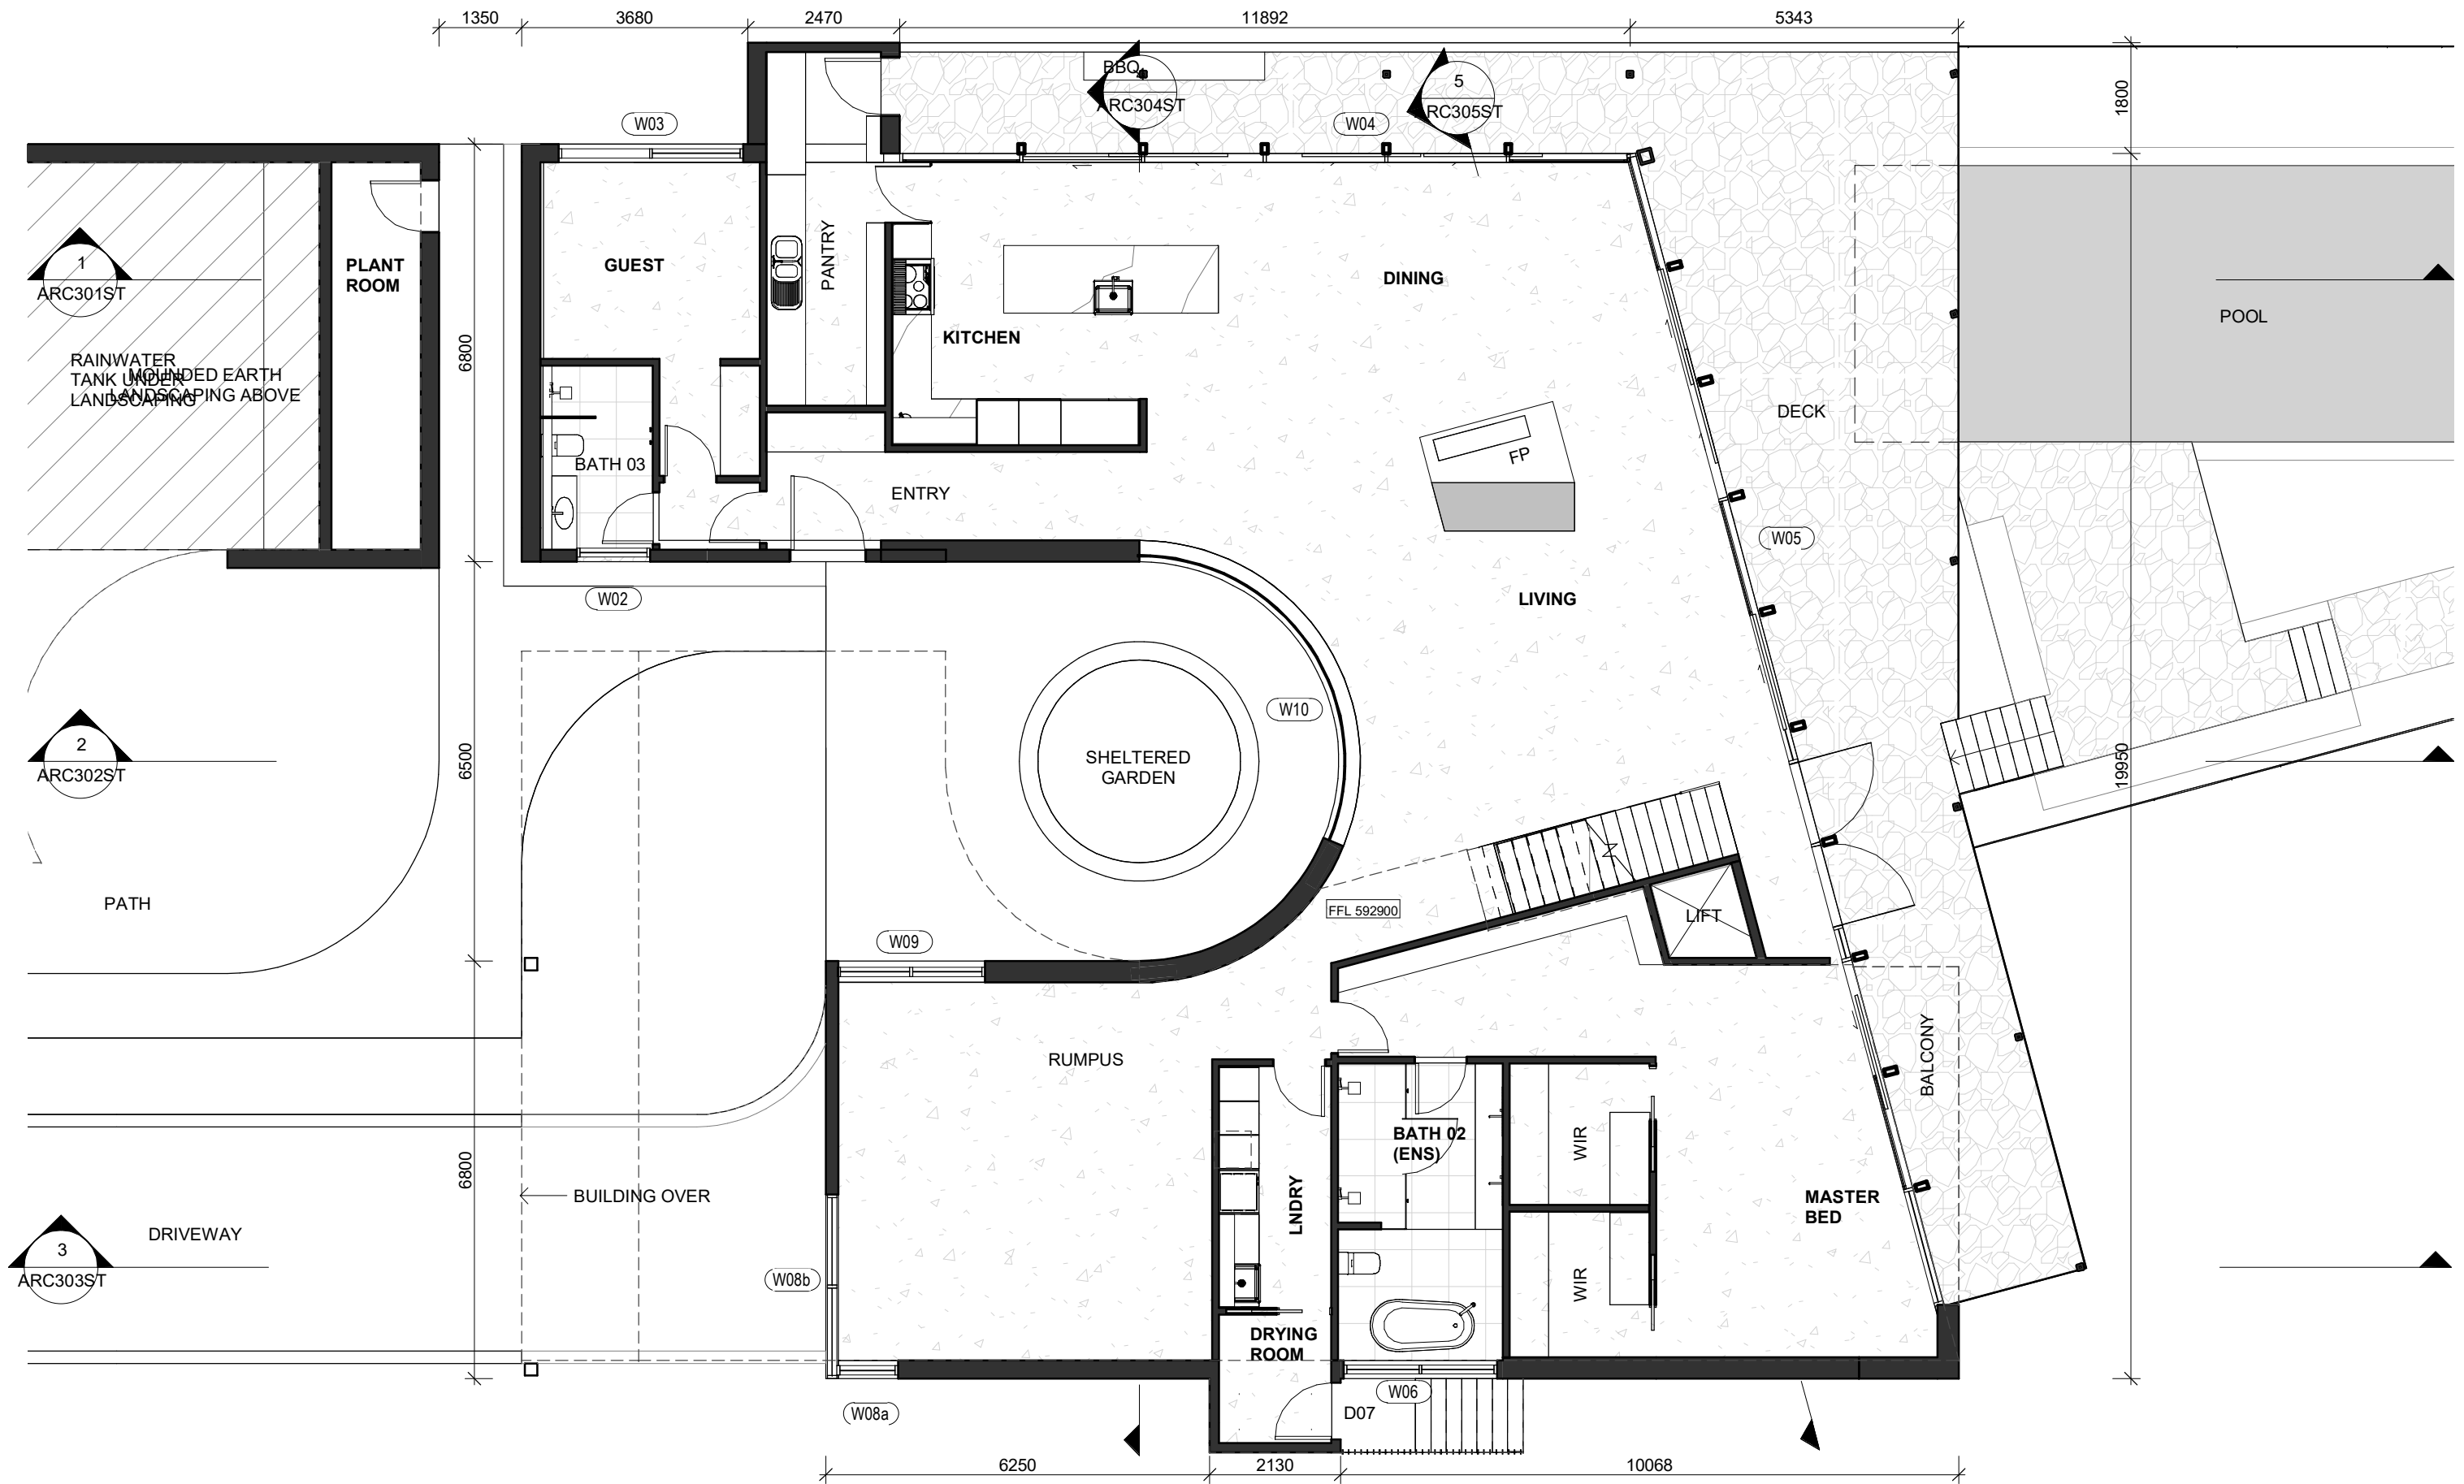 1350
3680
2470
11892
5343
BBQ
ARC304ST
5
ARC305ST
1800
W03
W04
1
ARC301ST
PLANT
ROOM
GUEST
PANTRY
DINING
KITCHEN
POOL
6800
RAINWATER
TANK UNDER
LANDSCAPING
MOUNDED EARTH
LANDSCAPING ABOVE
DECK
BATH 03
FP
ENTRY
W05
W02
LIVING
W10
2
ARC302ST
6500
SHELTERED
GARDEN
19950
PATH
FFL 592900
LIFT
W09
RUMPUS
BALCONY
BATH 02
(ENS)
WIR
6800
BUILDING OVER
LNDRY
MASTER
BED
DRIVEWAY
3
ARC303ST
W08b
WIR
DRYING
ROOM
W06
W08a
D07
6250
2130
10068